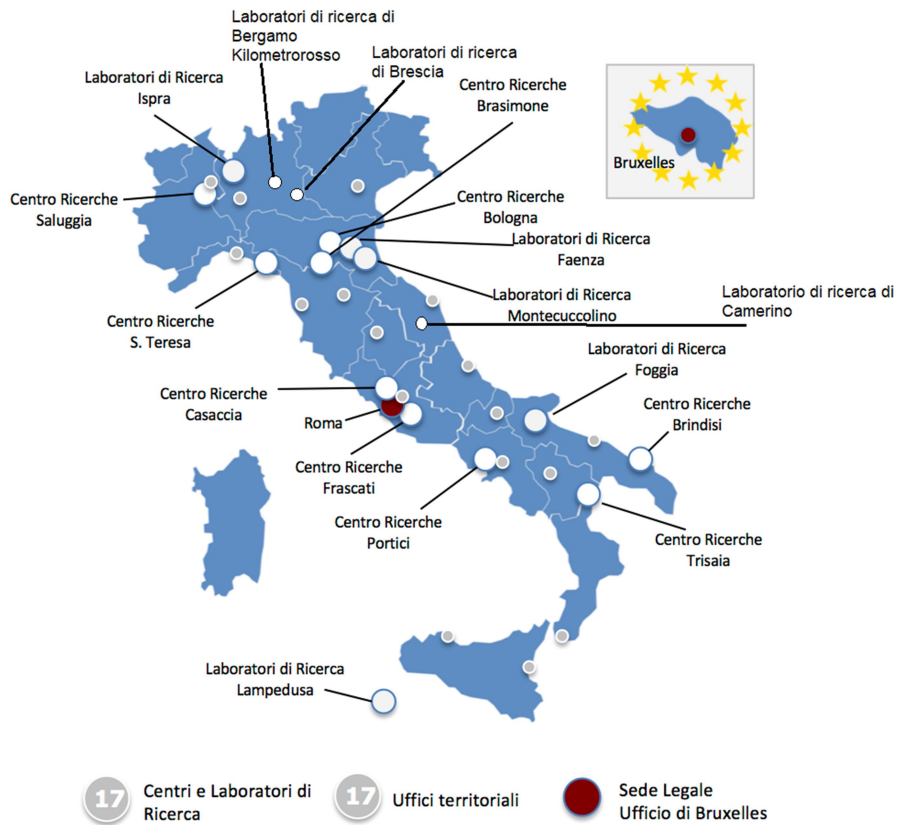 Laboratori di ricerca di
Bergamo
Kilometrorosso
Laboratori di ricerca
di Brescia
Laboratori di Ricerca
Ispra
Centro Ricerche
Brasimone
Bruxelles
Centro Ricerche
Saluggia
Centro Ricerche
Bologna
Laboratori di Ricerca
Faenza
Laboratori di Ricerca
Montecuccolino
Laboratorio di ricerca di
Camerino
Centro Ricerche
S. Teresa
Laboratori di Ricerca
Foggia
Centro Ricerche
Casaccia
Roma
Centro Ricerche
Brindisi
Centro Ricerche
Frascati
Centro Ricerche
Portici
Centro Ricerche
Trisaia
Laboratori di Ricerca
Lampedusa
17
Centri e Laboratori di
Ricerca
17
Uffici territoriali
Sede Legale
Ufficio di Bruxelles